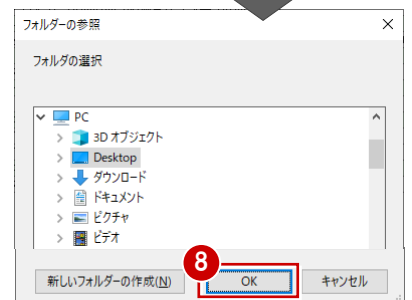 フォルダーの参照
フォルダの選択
PC
3D オブジェクト
Desktop
ダウンロード
ドキュメント
ピクチャ
ビデオ
8
新しいフォルダーの作成(N) OK キャンセル